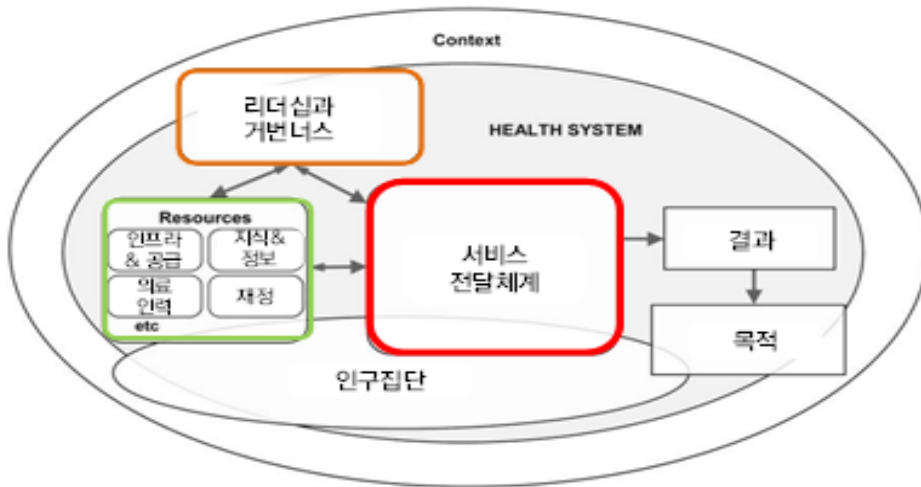 Context
리더십과
거번너스
HEALTH SYSTEM
Resources
인프라
& 공급
지식&
정보
의료
인력
재정
etc
서비스
전달체계
결과
목적
인구집단